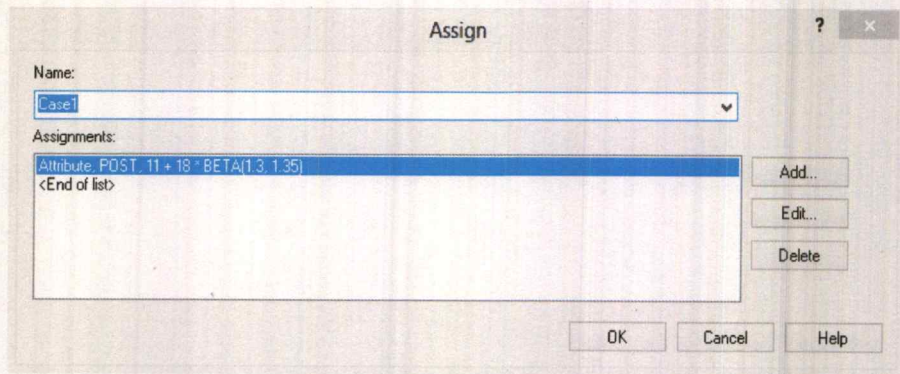 Assign
?
×
Name:
Case1
Assignments:
Attribute, POST, 11 + 18 * BETA(1.3, 1.35)
<End of list>
Add...
Edit...
Delete
OK
Cancel
Help